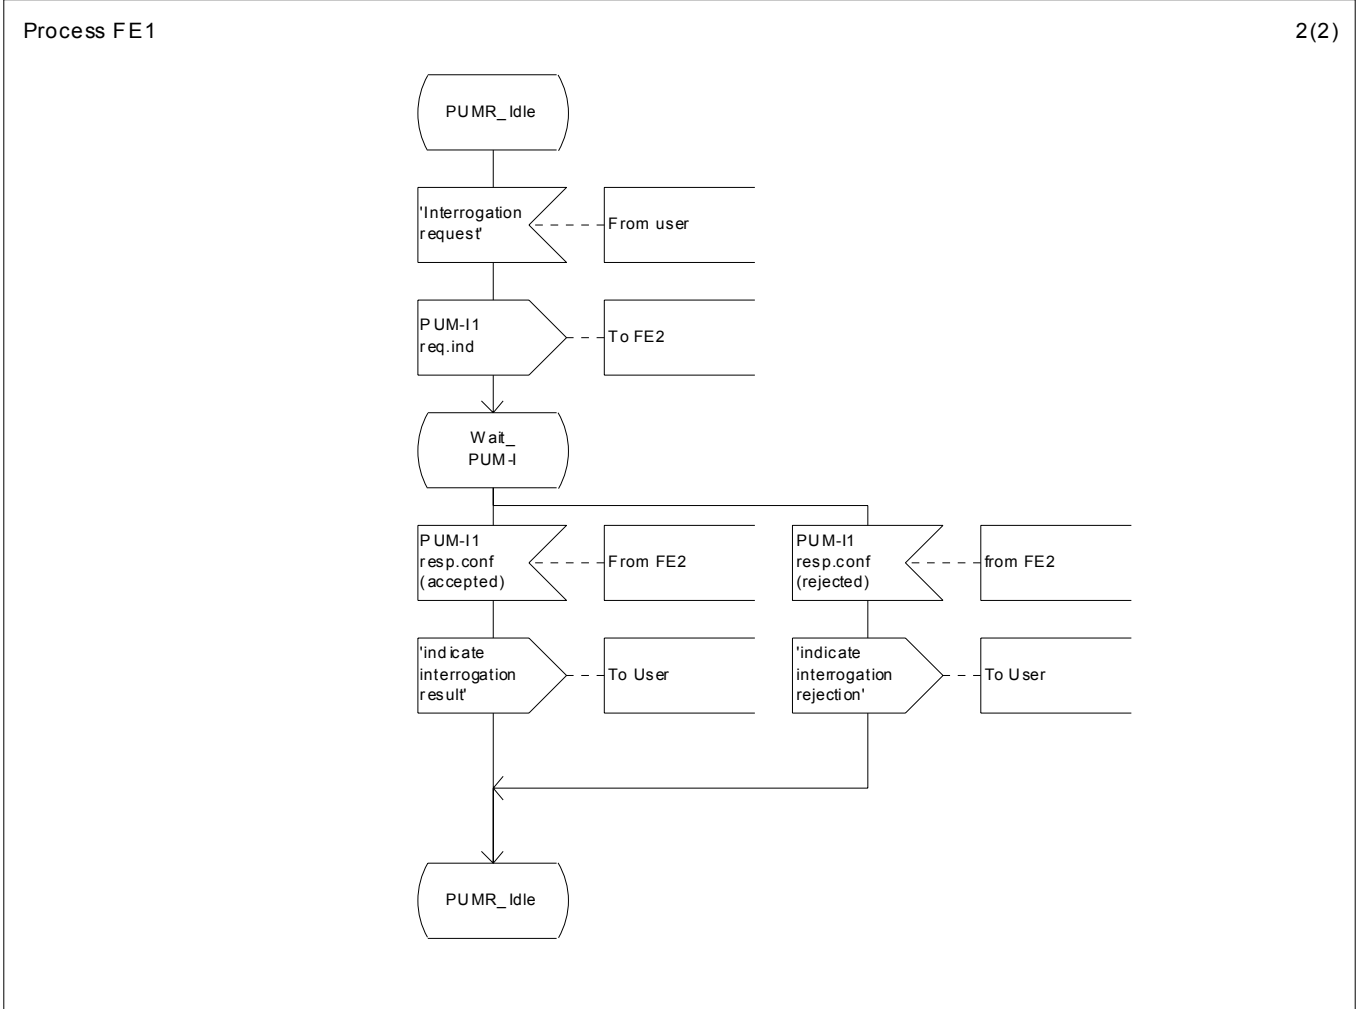 Process FE1
2(2)
PUMR_Idle
'Interrogation
request'
From user
PUM-I1
req.ind
To FE2
Wait_
PUM-I
PUM-I1
resp.conf
(accepted)
From FE2
PUM-I1
resp.conf
(rejected)
from FE2
'indicate
interrogation
result'
To User
'indicate
interrogation
rejection'
To User
PUMR_Idle